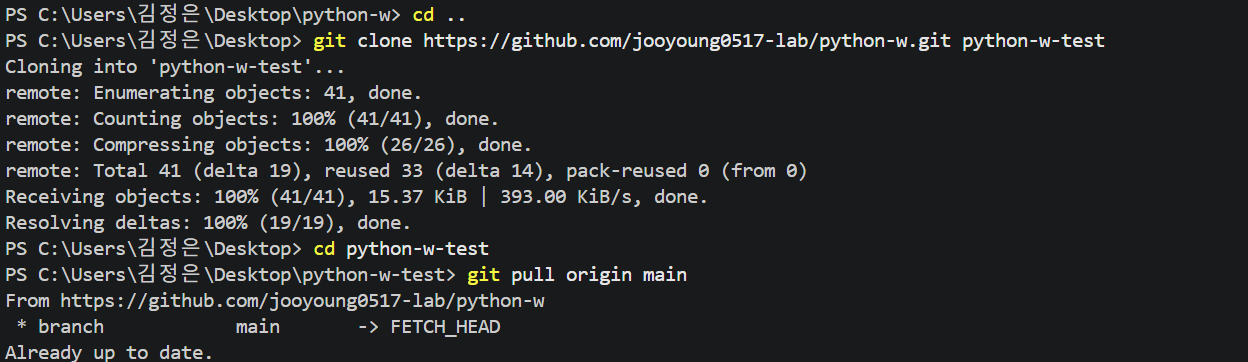 PS C:\Users\김정은\Desktop\python-w> cd ..
PS C:\Users\김정은\Desktop> git clone https://github.com/jooyoung0517-lab/python-w.git python-w-test
Cloning into 'python-w-test'...
remote: Enumerating objects: 41, done.
remote: Counting objects: 100% (41/41), done.
remote: Compressing objects: 100% (26/26), done.
remote: Total 41 (delta 19), reused 33 (delta 14), pack-reused 0 (from 0)
Receiving objects: 100% (41/41), 15.37 KiB | 393.00 KiB/s, done.
Resolving deltas: 100% (19/19), done.
PS C:\Users\김정은\Desktop> cd python-w-test
PS C:\Users\김정은\Desktop\python-w-test> git pull origin main
From https://github.com/jooyoung0517-lab/python-w
 * branch            main       -> FETCH_HEAD
Already up to date.